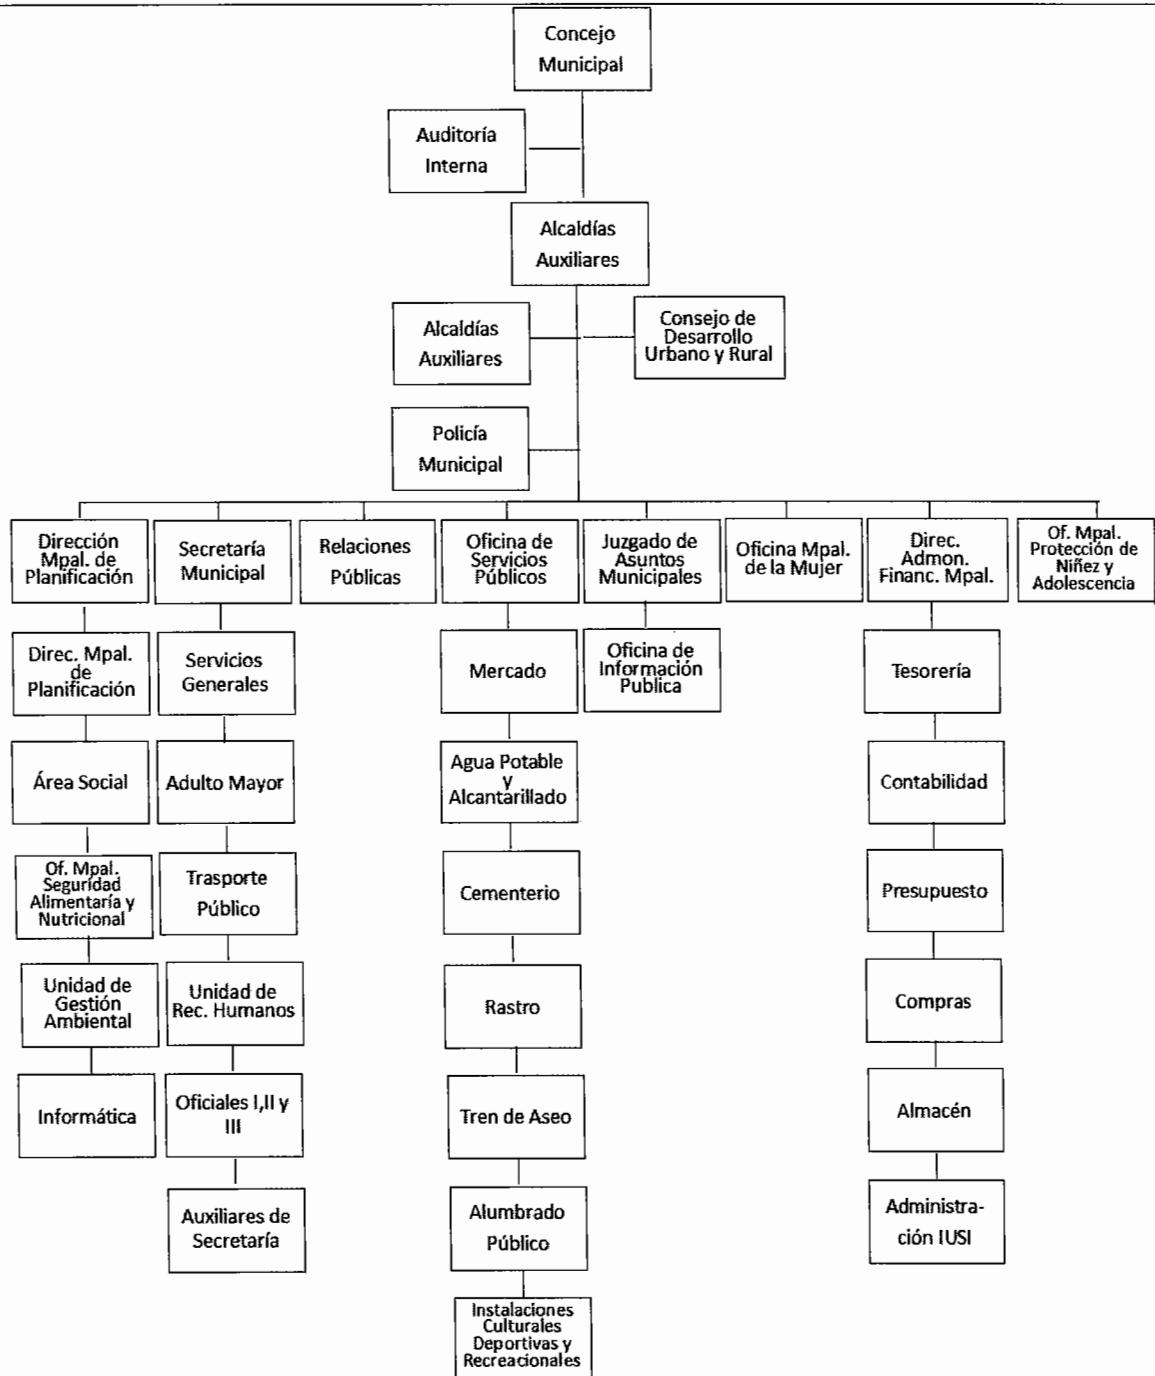 Concejo
Municipal
Auditoría
Interna
Alcaldías
Auxiliares
Alcaldías
Auxiliares
Consejo de
Desarrollo
Urbano y Rural
Policía
Municipal
Dirección
Mpal. de
Planificación
Secretaría
Municipal
Relaciones
Públicas
Oficina de
Servicios
Públicos
Juzgado de
Asuntos
Municipales
Oficina Mpal.
de la Mujer
Direc.
Admon.
Financ. Mpal.
Of. Mpal.
Protección de
Niñez y
Adolescencia
Direc. Mpal.
de
Planificación
Servicios
Generales
Mercado
Oficina de
Información
Publica
Tesorería
Área Social
Adulto Mayor
Agua Potable
y
Alcantarillado
Contabilidad
Of. Mpal.
Seguridad
Alimentaría y
Nutricional
Trasporte
Público
Cementerio
Presupuesto
Unidad de
Gestión
Ambiental
Unidad de
Rec. Humanos
Rastro
Compras
Informática
Oficiales I,II y
III
Tren de Aseo
Almacén
Auxiliares de
Secretaría
Alumbrado
Público
Administra-
ción IUSI
Instalaciones
Culturales
Deportivas y
Recreacionales